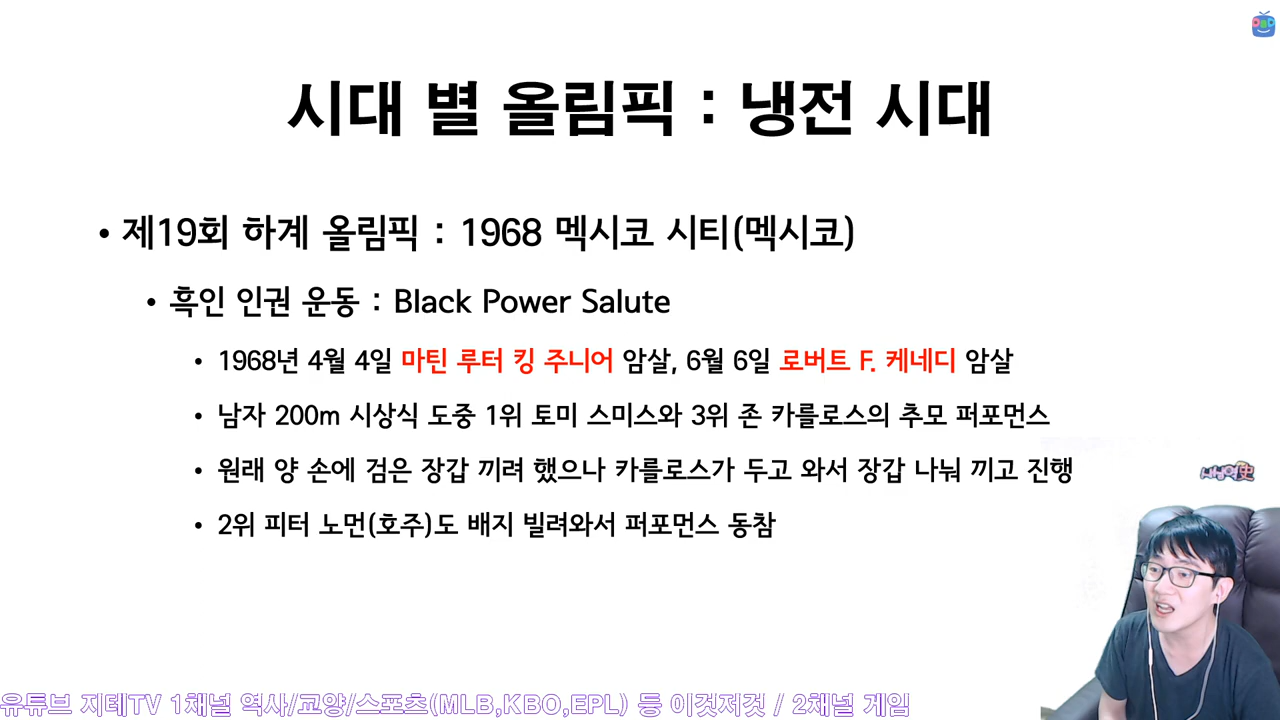 시대 별 올림픽 : 냉전 시대
• 제19회 하계 올림픽 : 1968 멕시코 시티(멕시코)
• 흑인 인권 운동 : Black Power Salute
• 1968년 4월 4일 마틴 루터 킹 주니어 암살, 6월 6일 로버트 F. 케네디 암살
• 남자 200m 시상식 도중 1위 토미 스미스와 3위 존 카를로스의 추모 퍼포먼스
• 원래 양 손에 검은 장갑 끼려 했으나 카를로스가 두고 와서 장갑 나눠 끼고 진행
• 2위 피터 노먼(호주)도 배지 빌려와서 퍼포먼스 동참
유튜브 지테TV 1채널 역사/교양/스포츠(MLB,KBO,EPL) 등 이것저것 / 2채널 게임